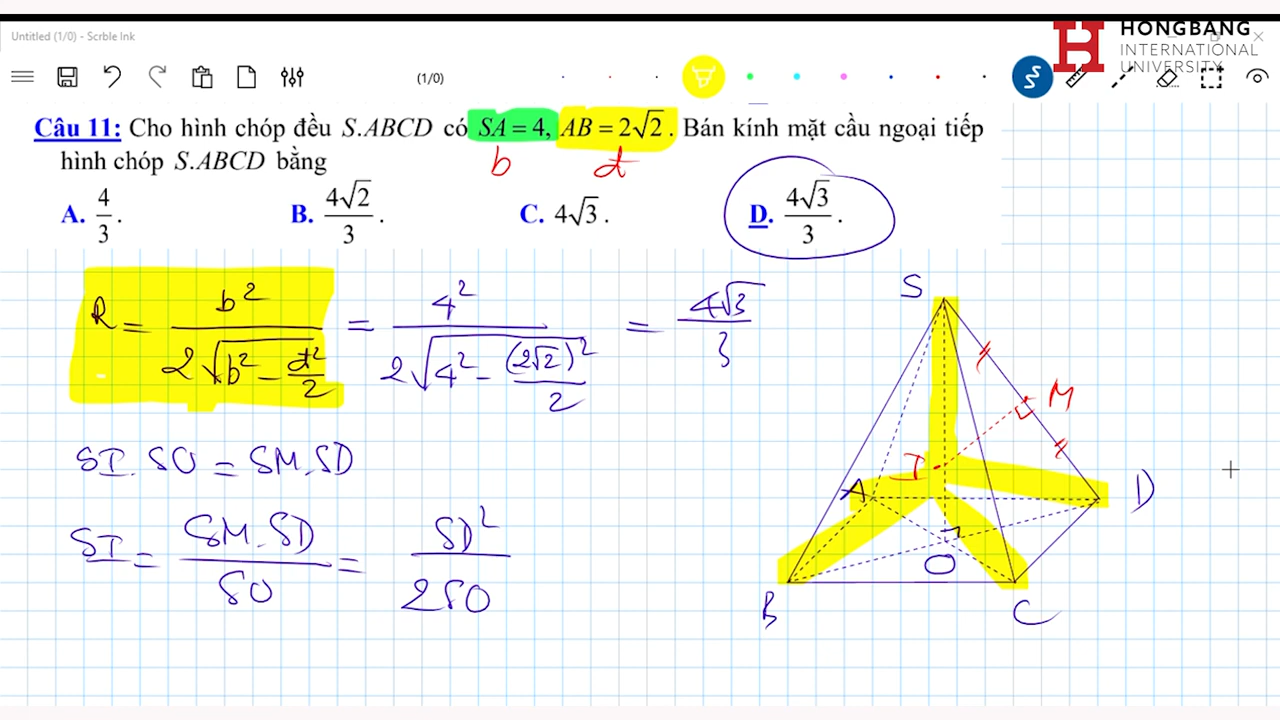 Untitled (1/0) - Scrble Ink
HONGBANG
INTERNATIONAL
UNIVERSITY
(1/0)
Câu 11: Cho hình chóp đều S.ABCD có SA = 4, AB = 2√2. Bán kính mặt cầu ngoại tiếp
hình chóp S.ABCD bằng
b d
A. 4/3. B. 4√2/3. C. 4√3. D. 4√3/3.
R = b²/(2√(b² - d²/2)) = 4²/(2√(4² - (2√2)²/2)) = 4√3/3
SI.SO = SM.SD
SI = SM.SD/SO = SD²/2SO
S
M
I
A
D
O
B
C